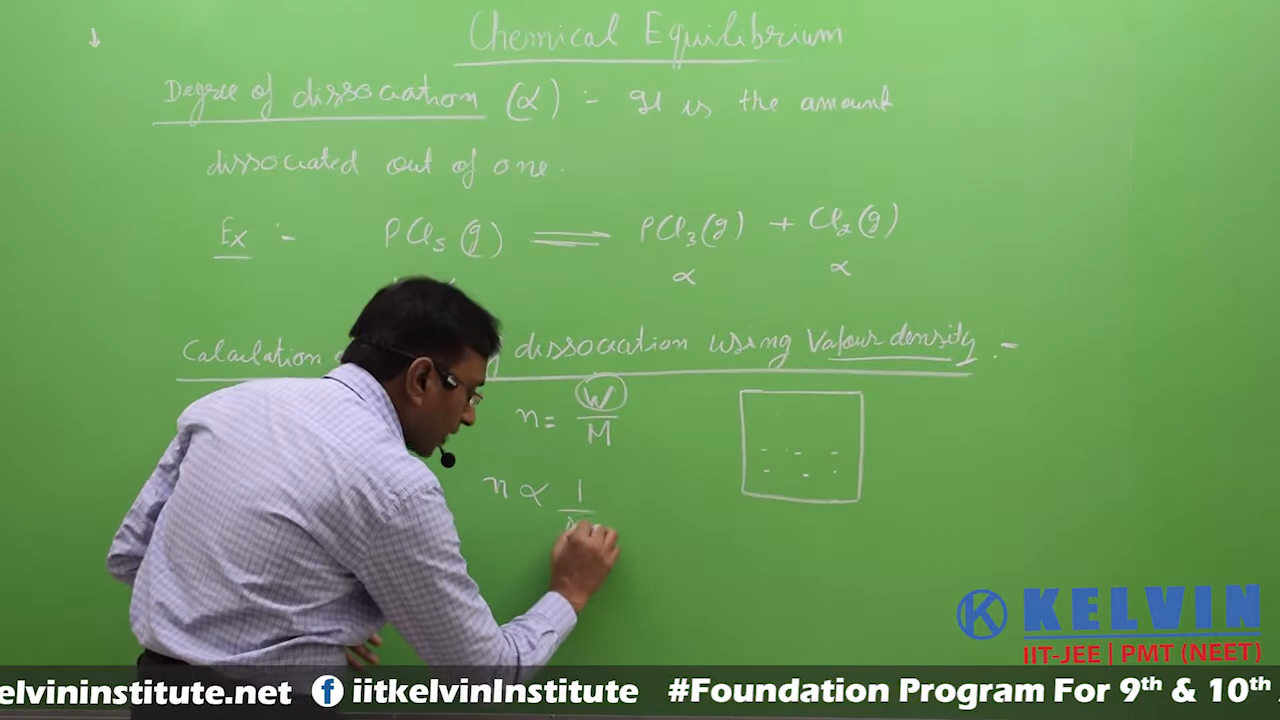 Chemical Equilibrium
Degree of dissociation (α) :- It is the amount
dissociated out of one.
Ex :- PCl₅ (g) ⇌ PCl₃(g) + Cl₂(g)
α α
Calculation dissociation using Vapour density :-
n = W/M
n ∝ 1/
KELVIN
IIT-JEE | PMT (NEET)
elvininstitute.net f iitkelvinInstitute #Foundation Program For 9th & 10th